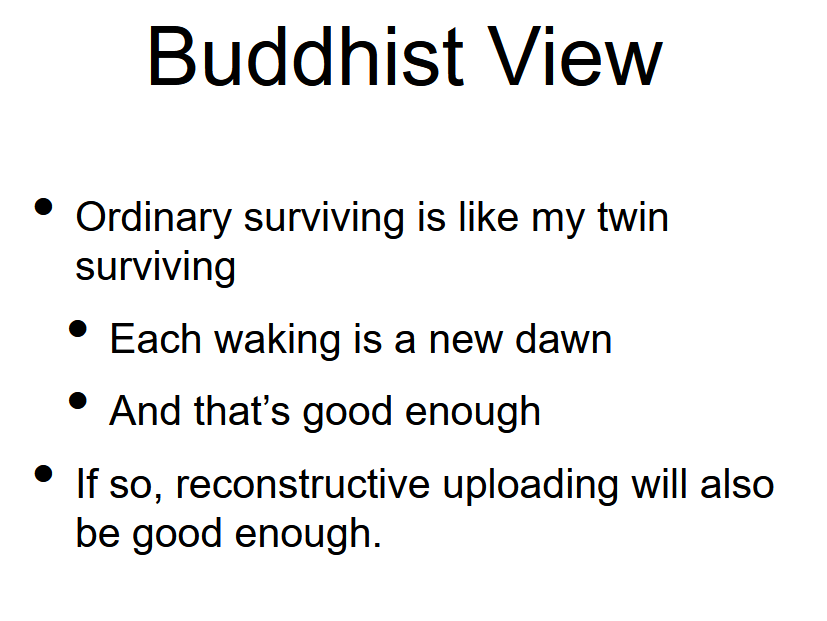 Buddhist View
• Ordinary surviving is like my twin
surviving
• Each waking is a new dawn
• And that’s good enough
• If so, reconstructive uploading will also
be good enough.